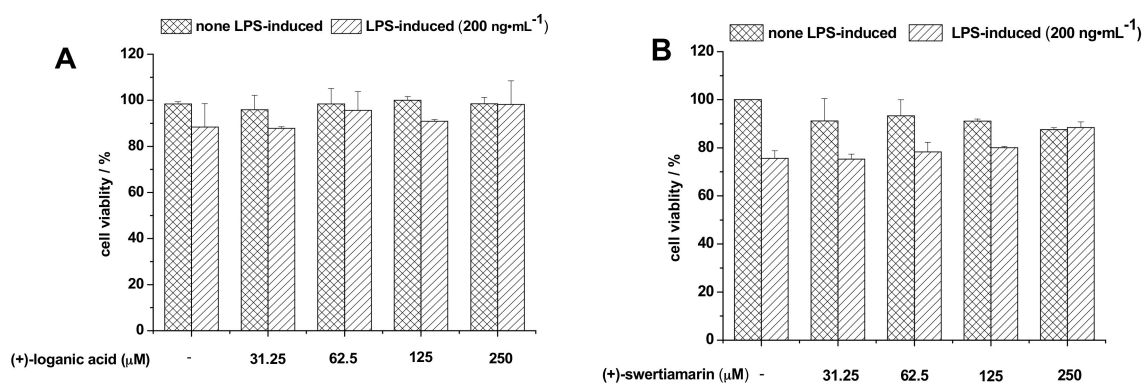 A
none LPS-induced LPS-induced (200 ng•mL⁻¹)
cell viablity / %
120
100
80
60
40
20
0
(+)-loganic acid (μM) - 31.25 62.5 125 250
B
none LPS-induced LPS-induced (200 ng•mL⁻¹)
cell viablity / %
120
100
80
60
40
20
0
(+)-swertiamarin (μM) - 31.25 62.5 125 250